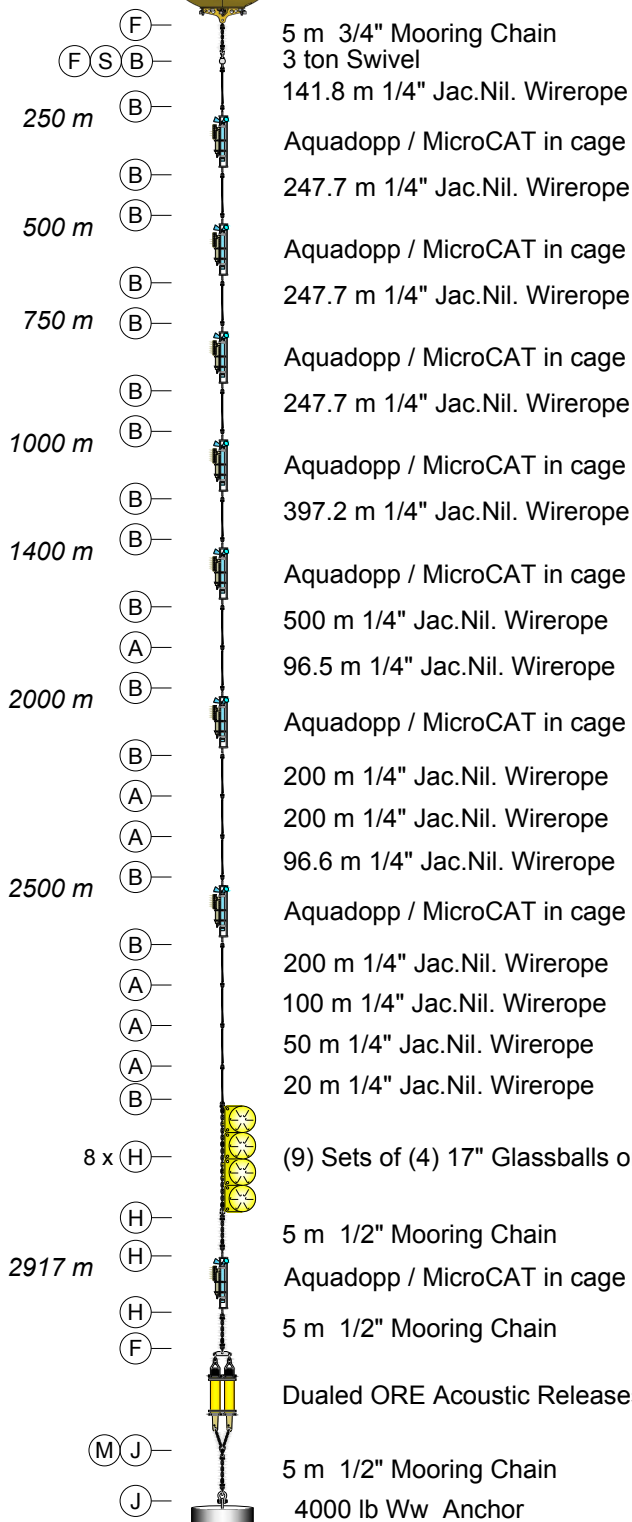 F
5 m 3/4" Mooring Chain
F S B
3 ton Swivel
141.8 m 1/4" Jac.Nil. Wirerope
B
250 m
Aquadopp / MicroCAT in cage
B
247.7 m 1/4" Jac.Nil. Wirerope
B
500 m
Aquadopp / MicroCAT in cage
B
247.7 m 1/4" Jac.Nil. Wirerope
B
750 m
Aquadopp / MicroCAT in cage
B
247.7 m 1/4" Jac.Nil. Wirerope
B
1000 m
Aquadopp / MicroCAT in cage
B
397.2 m 1/4" Jac.Nil. Wirerope
B
1400 m
Aquadopp / MicroCAT in cage
B
500 m 1/4" Jac.Nil. Wirerope
A
96.5 m 1/4" Jac.Nil. Wirerope
B
2000 m
Aquadopp / MicroCAT in cage
B
200 m 1/4" Jac.Nil. Wirerope
A
200 m 1/4" Jac.Nil. Wirerope
A
96.6 m 1/4" Jac.Nil. Wirerope
B
2500 m
Aquadopp / MicroCAT in cage
B
200 m 1/4" Jac.Nil. Wirerope
A
100 m 1/4" Jac.Nil. Wirerope
A
50 m 1/4" Jac.Nil. Wirerope
A
20 m 1/4" Jac.Nil. Wirerope
B
8 x H
(9) Sets of (4) 17" Glassballs o
H
5 m 1/2" Mooring Chain
H
2917 m
Aquadopp / MicroCAT in cage
H
5 m 1/2" Mooring Chain
F
Dualed ORE Acoustic Release
M J
5 m 1/2" Mooring Chain
J
4000 lb Ww Anchor